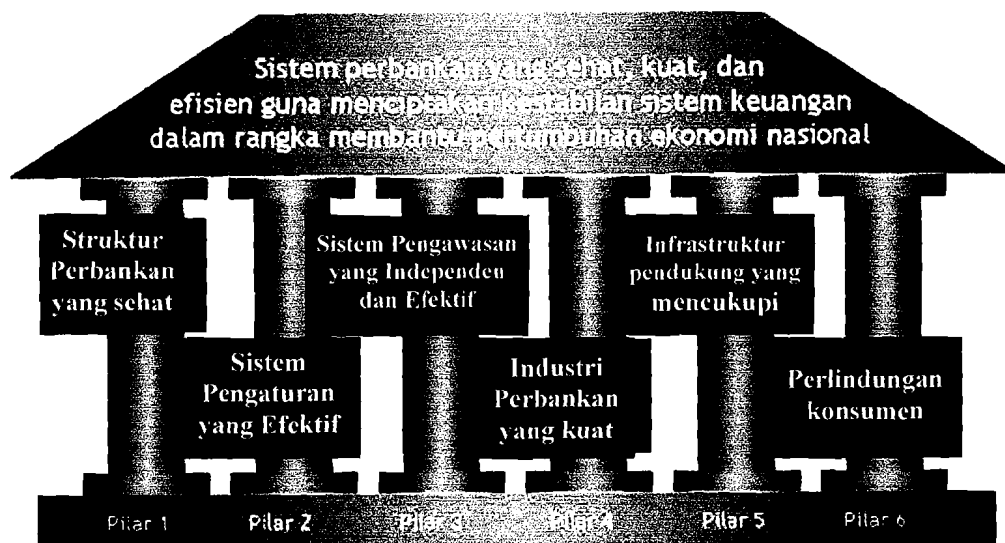 Sistem perbankan yang sehat, kuat, dan
efisien guna menciptakan kestabilan sistem keuangan
dalam rangka membantu pertumbuhan ekonomi nasional
Struktur
Perbankan
yang sehat
Sistem
Pengaturan
yang Efektif
Sistem Pengawasan
yang Independen
dan Efektif
Industri
Perbankan
yang kuat
Infrastruktur
pendukung yang
mencukupi
Perlindungan
konsumen
Pilar 1
Pilar 2
Pilar 3
Pilar 4
Pilar 5
Pilar 6